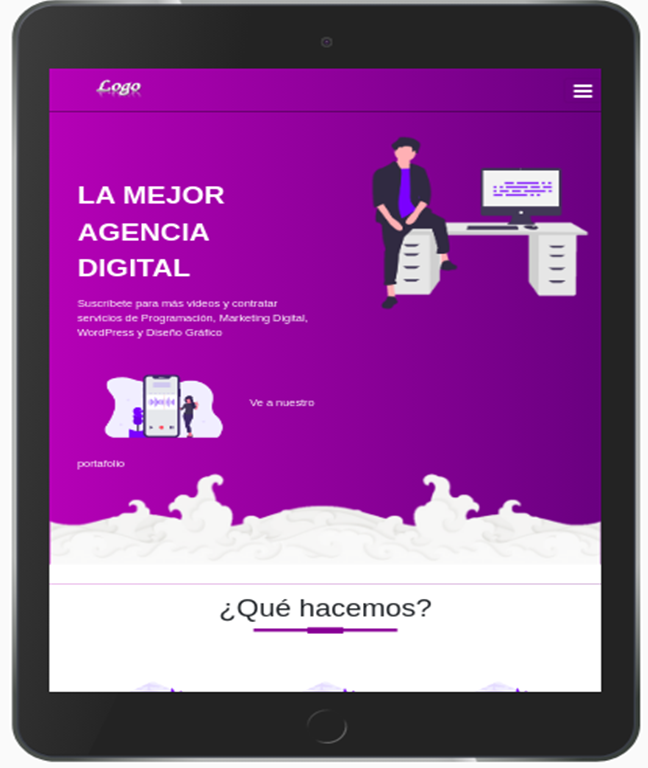 Logo
LA MEJOR
AGENCIA
DIGITAL
Suscríbete para más videos y contratar
servicios de Programación, Marketing Digital,
WordPress y Diseño Gráfico
Ve a nuestro
portafolio
¿Qué hacemos?